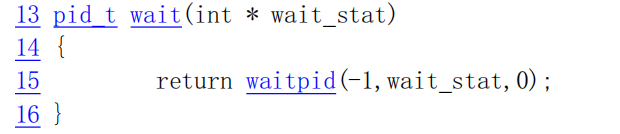 13 pid_t wait(int * wait_stat)
14 {
15 return waitpid(-1,wait_stat,0);
16 }